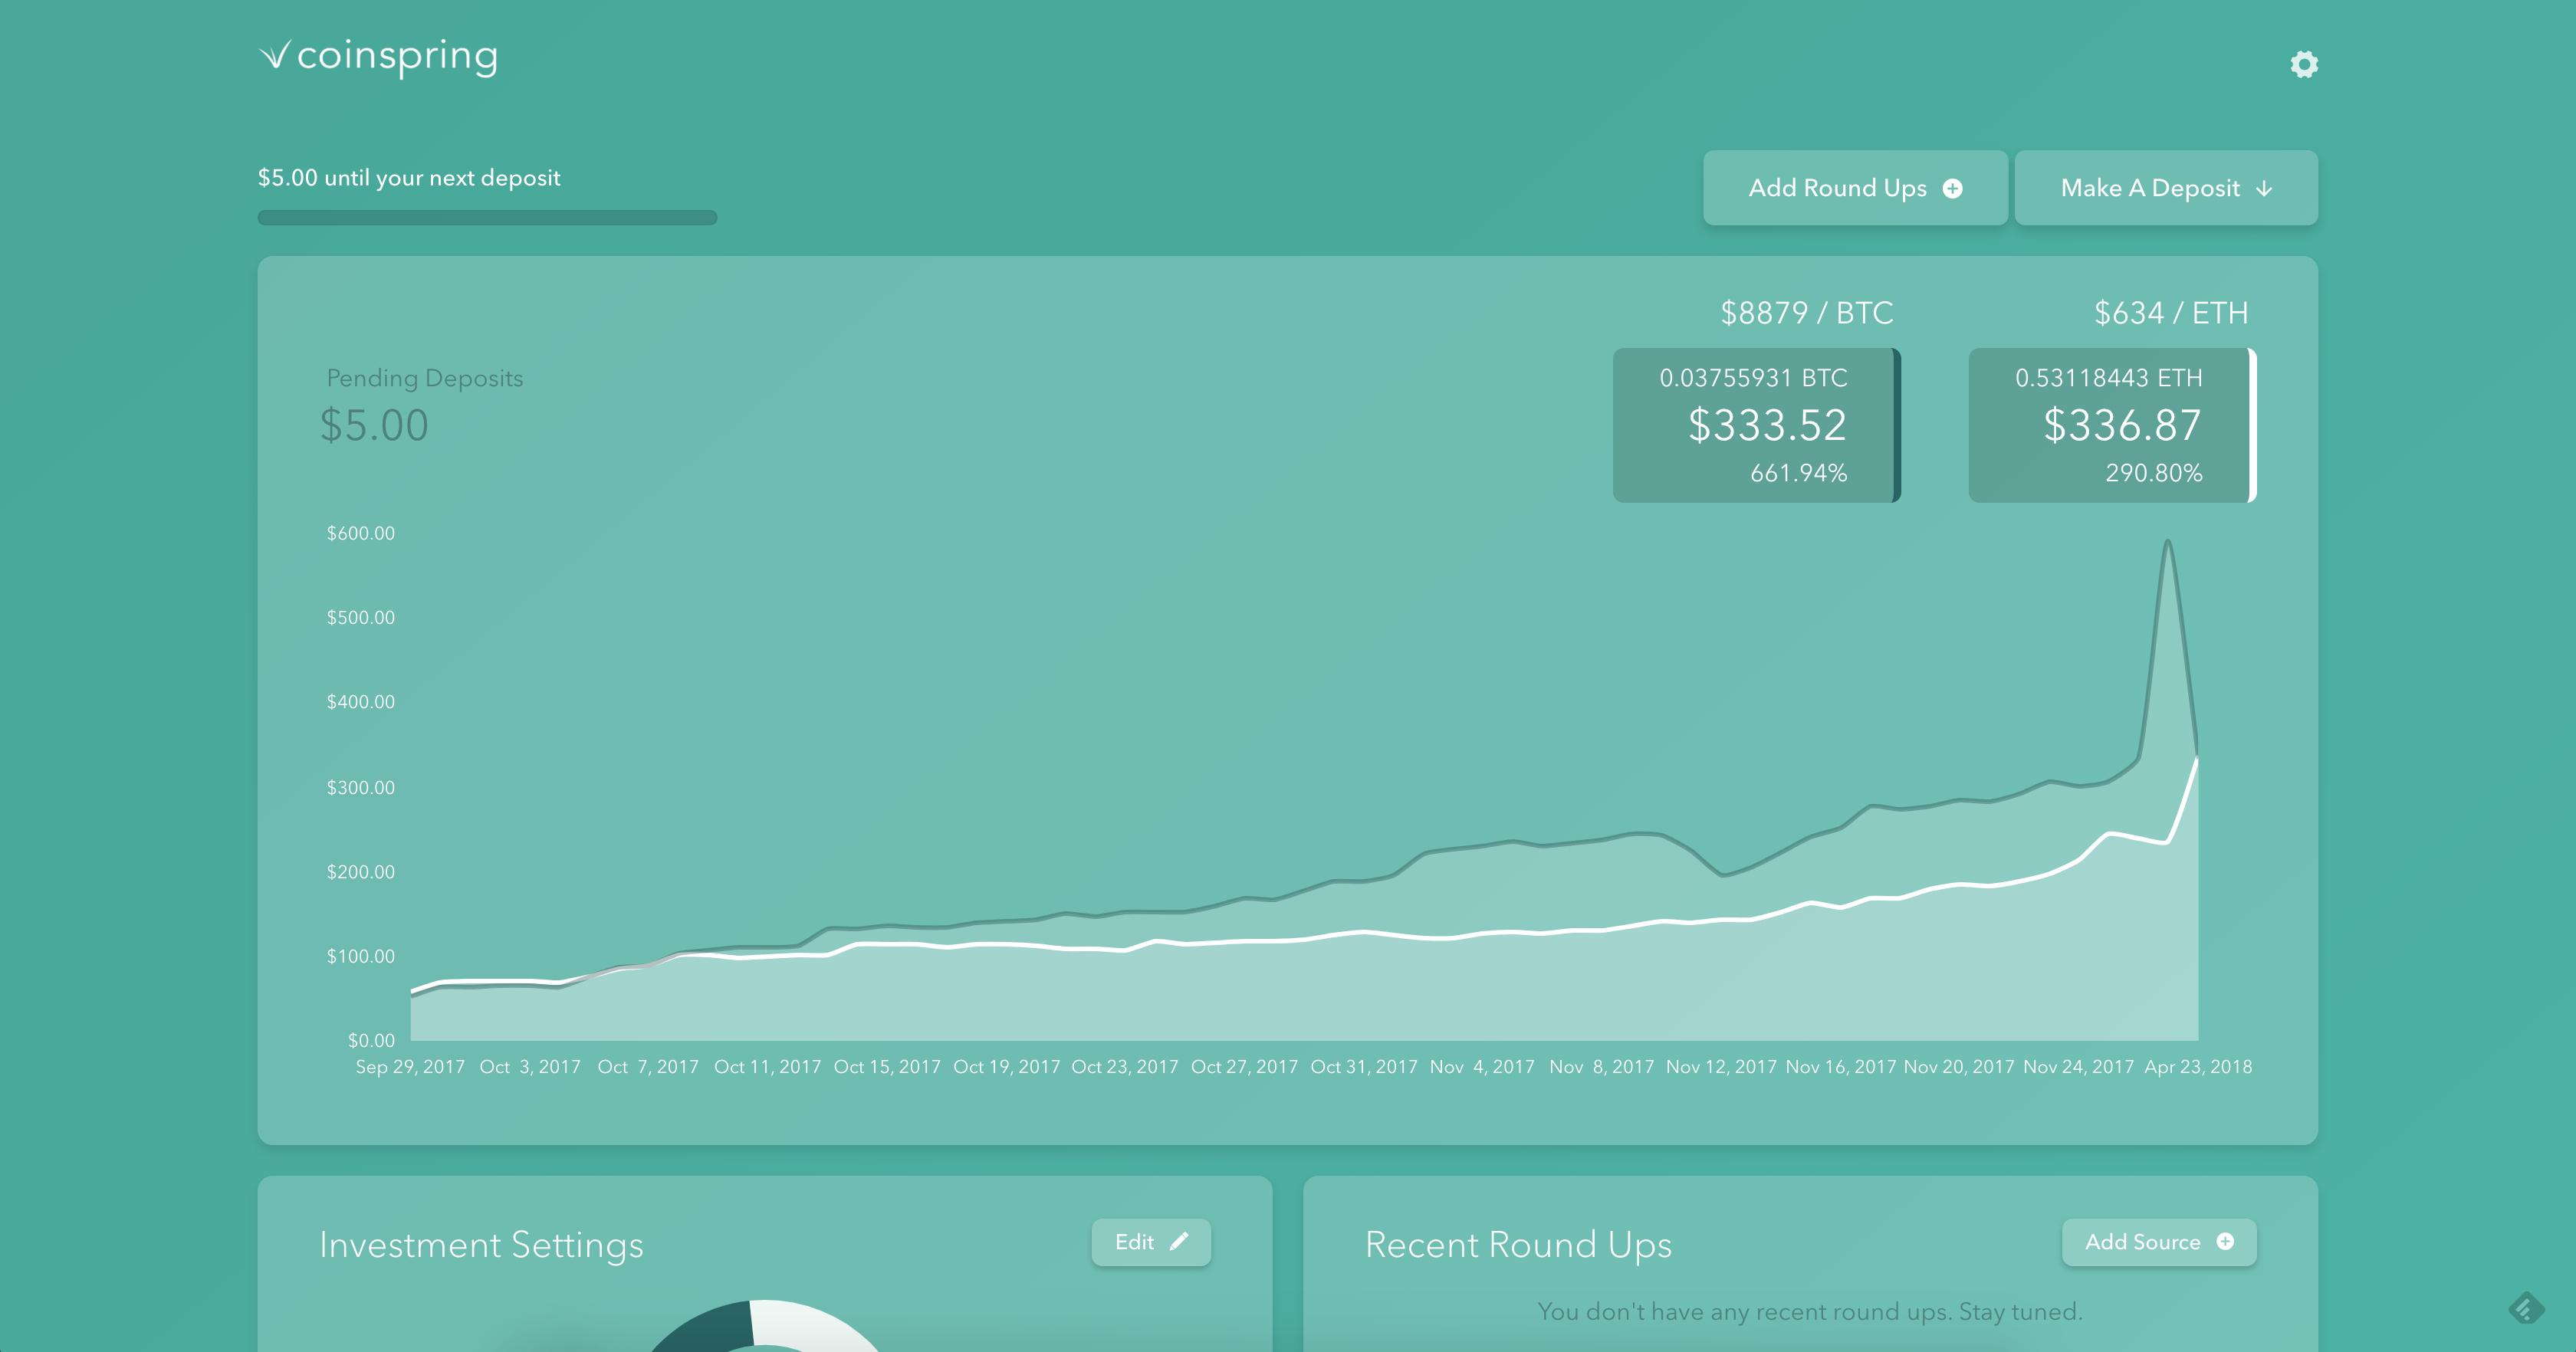 coinspring
$5.00 until your next deposit
Add Round Ups
Make A Deposit
$8879 / BTC
$634 / ETH
Pending Deposits
$5.00
0.03755931 BTC
$333.52
661.94%
0.53118443 ETH
$336.87
290.80%
$600.00
$500.00
$400.00
$300.00
$200.00
$100.00
$0.00
Sep 29, 2017 Oct 3, 2017 Oct 7, 2017 Oct 11, 2017 Oct 15, 2017 Oct 19, 2017 Oct 23, 2017 Oct 27, 2017 Oct 31, 2017 Nov 4, 2017 Nov 8, 2017 Nov 12, 2017 Nov 16, 2017 Nov 20, 2017 Nov 24, 2017 Apr 23, 2018
Investment Settings
Edit
Recent Round Ups
Add Source
You don't have any recent round ups. Stay tuned.